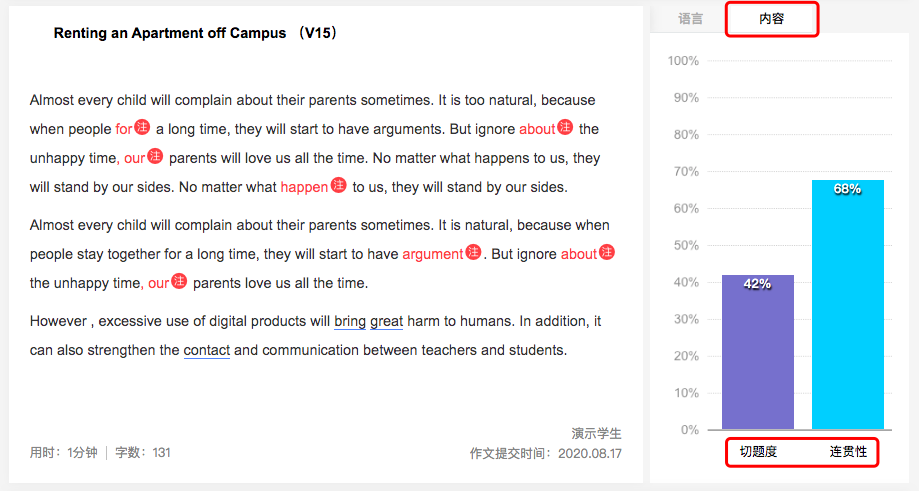 Renting an Apartment off Campus （V15）
Almost every child will complain about their parents sometimes. It is too natural, because
when people for注 a long time, they will start to have arguments. But ignore about注 the
unhappy time, our注 parents will love us all the time. No matter what happens to us, they
will stand by our sides. No matter what happen注 to us, they will stand by our sides.
Almost every child will complain about their parents sometimes. It is natural, because when
people stay together for a long time, they will start to have argument注. But ignore about注
the unhappy time, our注 parents love us all the time.
However , excessive use of digital products will bring great harm to humans. In addition, it
can also strengthen the contact and communication between teachers and students.
演示学生
用时：1分钟 | 字数：131
作文提交时间：2020.08.17
语言 内容
100%
90%
80%
70%
60%
50%
40%
30%
20%
10%
0%
42%
68%
切题度 连贯性